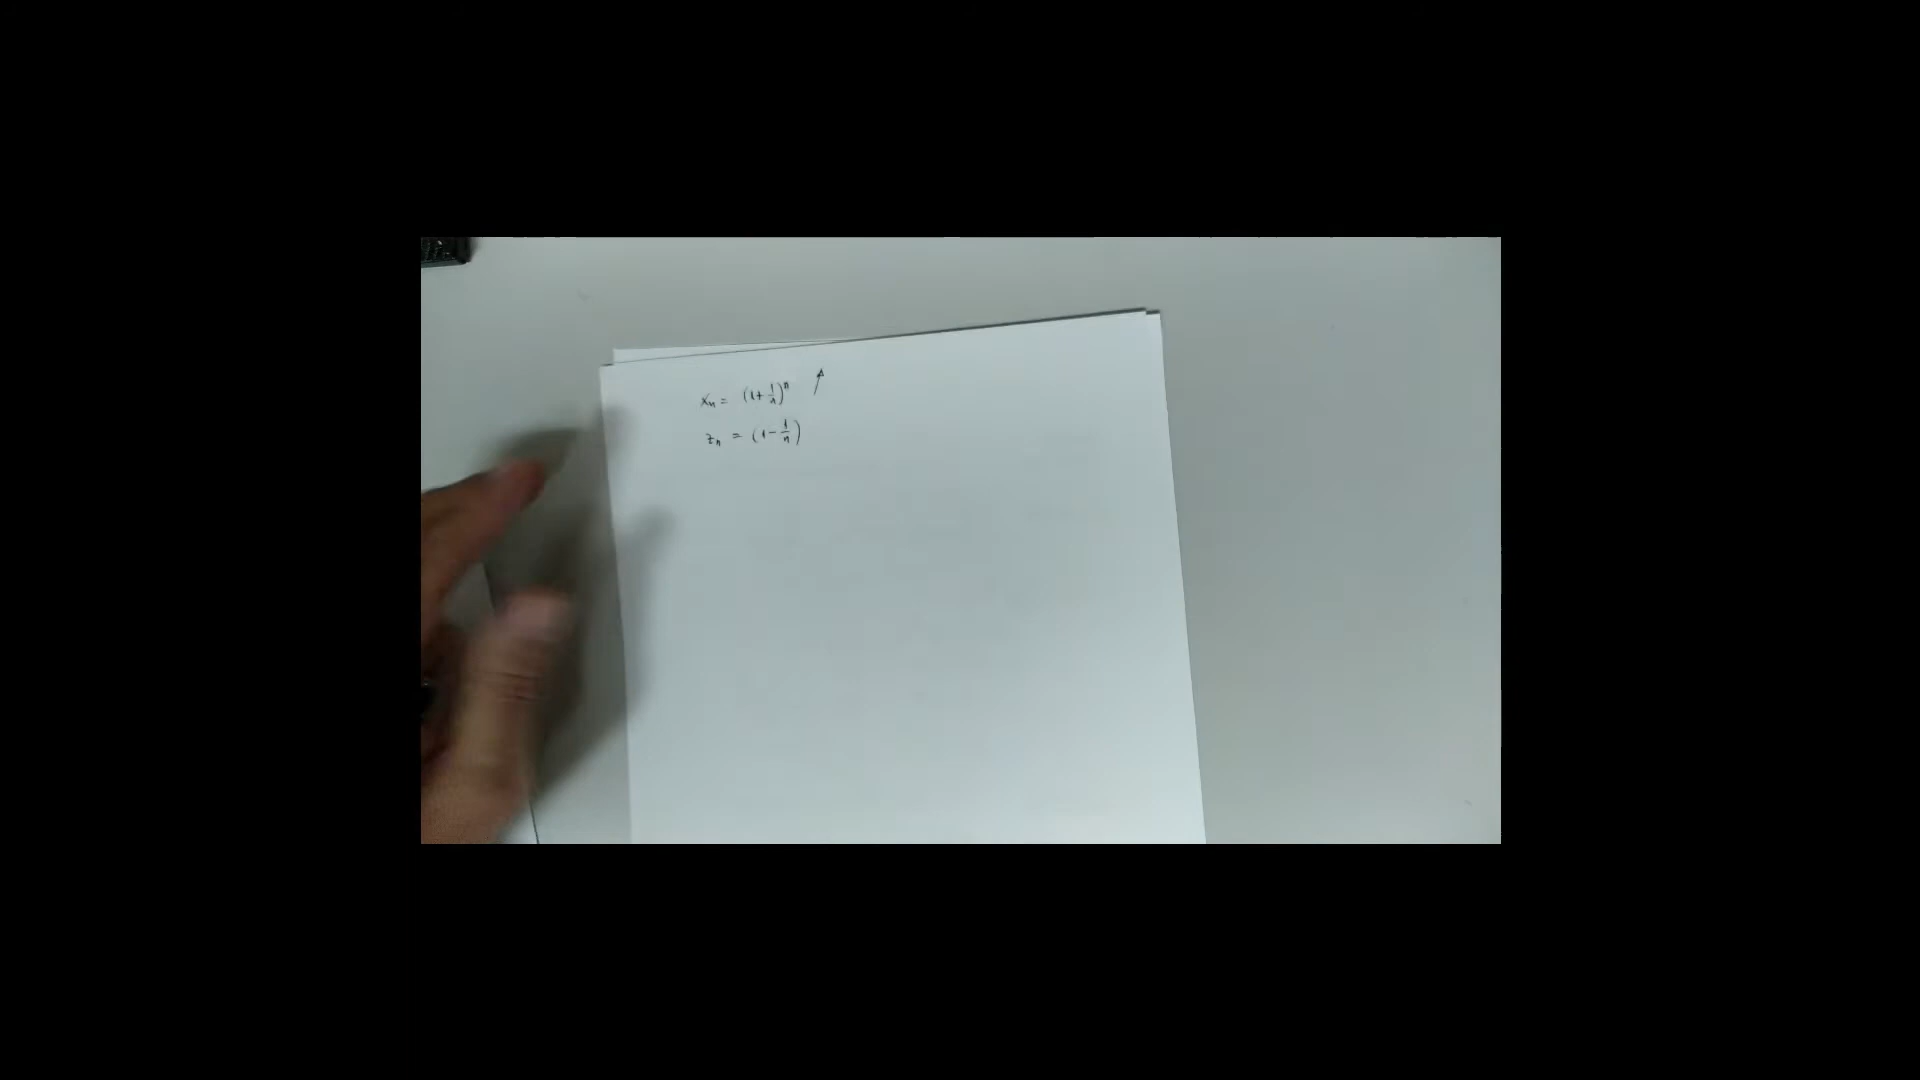 xₙ = (1 + 1/n)ⁿ ↗
zₙ = (1 - 1/n)